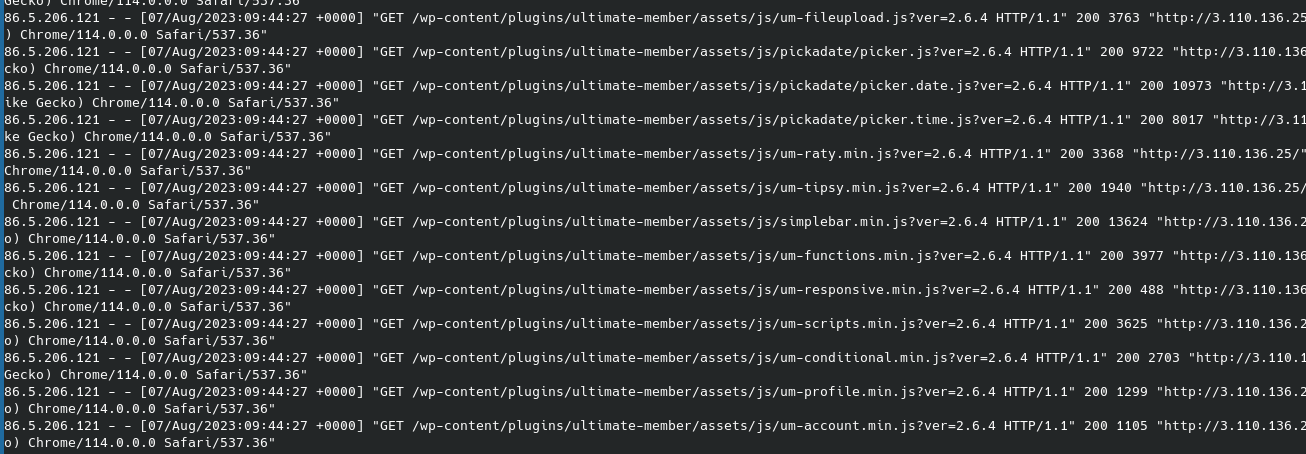 Gecko) Chrome/114.0.0.0 Safari/537.36"
86.5.206.121 - - [07/Aug/2023:09:44:27 +0000] "GET /wp-content/plugins/ultimate-member/assets/js/um-fileupload.js?ver=2.6.4 HTTP/1.1" 200 3763 "http://3.110.136.25
) Chrome/114.0.0.0 Safari/537.36"
86.5.206.121 - - [07/Aug/2023:09:44:27 +0000] "GET /wp-content/plugins/ultimate-member/assets/js/pickadate/picker.js?ver=2.6.4 HTTP/1.1" 200 9722 "http://3.110.136
cko) Chrome/114.0.0.0 Safari/537.36"
86.5.206.121 - - [07/Aug/2023:09:44:27 +0000] "GET /wp-content/plugins/ultimate-member/assets/js/pickadate/picker.date.js?ver=2.6.4 HTTP/1.1" 200 10973 "http://3.1
ike Gecko) Chrome/114.0.0.0 Safari/537.36"
86.5.206.121 - - [07/Aug/2023:09:44:27 +0000] "GET /wp-content/plugins/ultimate-member/assets/js/pickadate/picker.time.js?ver=2.6.4 HTTP/1.1" 200 8017 "http://3.11
ke Gecko) Chrome/114.0.0.0 Safari/537.36"
86.5.206.121 - - [07/Aug/2023:09:44:27 +0000] "GET /wp-content/plugins/ultimate-member/assets/js/um-raty.min.js?ver=2.6.4 HTTP/1.1" 200 3368 "http://3.110.136.25/"
Chrome/114.0.0.0 Safari/537.36"
86.5.206.121 - - [07/Aug/2023:09:44:27 +0000] "GET /wp-content/plugins/ultimate-member/assets/js/um-tipsy.min.js?ver=2.6.4 HTTP/1.1" 200 1940 "http://3.110.136.25/
Chrome/114.0.0.0 Safari/537.36"
86.5.206.121 - - [07/Aug/2023:09:44:27 +0000] "GET /wp-content/plugins/ultimate-member/assets/js/simplebar.min.js?ver=2.6.4 HTTP/1.1" 200 13624 "http://3.110.136.2
o) Chrome/114.0.0.0 Safari/537.36"
86.5.206.121 - - [07/Aug/2023:09:44:27 +0000] "GET /wp-content/plugins/ultimate-member/assets/js/um-functions.min.js?ver=2.6.4 HTTP/1.1" 200 3977 "http://3.110.136
cko) Chrome/114.0.0.0 Safari/537.36"
86.5.206.121 - - [07/Aug/2023:09:44:27 +0000] "GET /wp-content/plugins/ultimate-member/assets/js/um-responsive.min.js?ver=2.6.4 HTTP/1.1" 200 488 "http://3.110.136
cko) Chrome/114.0.0.0 Safari/537.36"
86.5.206.121 - - [07/Aug/2023:09:44:27 +0000] "GET /wp-content/plugins/ultimate-member/assets/js/um-scripts.min.js?ver=2.6.4 HTTP/1.1" 200 3625 "http://3.110.136.2
o) Chrome/114.0.0.0 Safari/537.36"
86.5.206.121 - - [07/Aug/2023:09:44:27 +0000] "GET /wp-content/plugins/ultimate-member/assets/js/um-conditional.min.js?ver=2.6.4 HTTP/1.1" 200 2703 "http://3.110.1
Gecko) Chrome/114.0.0.0 Safari/537.36"
86.5.206.121 - - [07/Aug/2023:09:44:27 +0000] "GET /wp-content/plugins/ultimate-member/assets/js/um-profile.min.js?ver=2.6.4 HTTP/1.1" 200 1299 "http://3.110.136.2
o) Chrome/114.0.0.0 Safari/537.36"
86.5.206.121 - - [07/Aug/2023:09:44:27 +0000] "GET /wp-content/plugins/ultimate-member/assets/js/um-account.min.js?ver=2.6.4 HTTP/1.1" 200 1105 "http://3.110.136.2
o) Chrome/114.0.0.0 Safari/537.36"